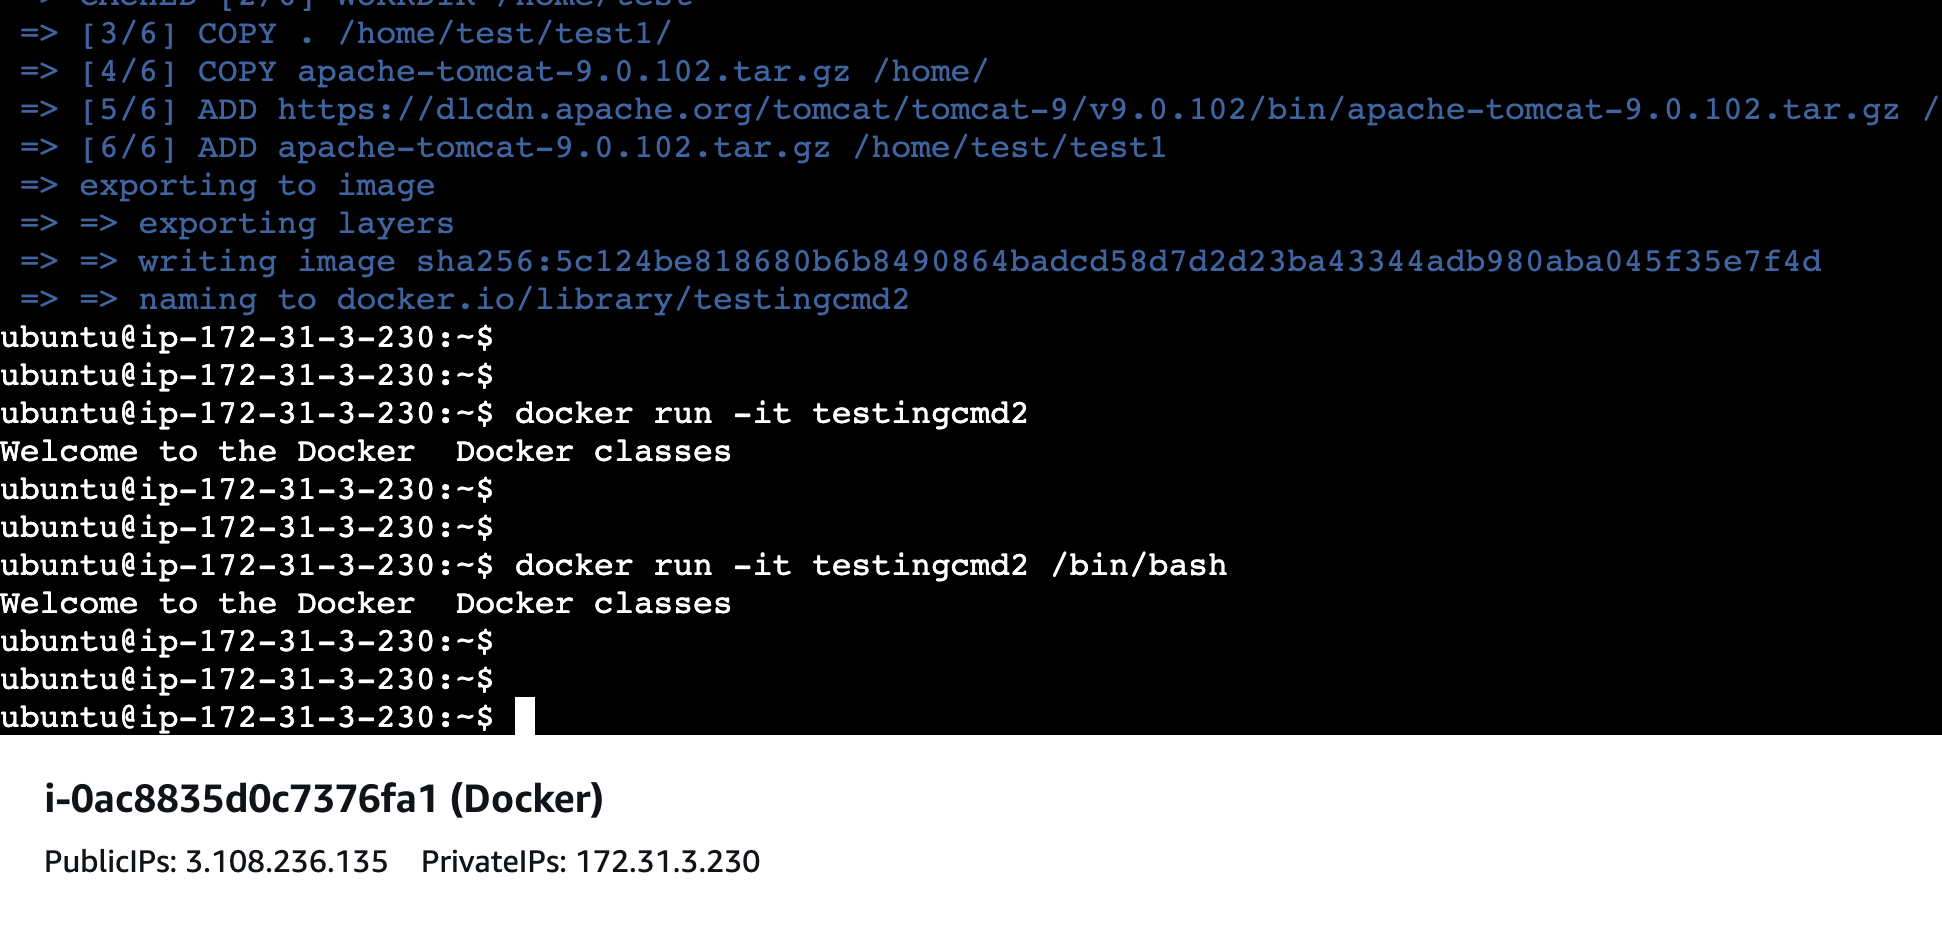 => CACHED [2/6] WORKDIR /home/test
=> [3/6] COPY . /home/test/test1/
=> [4/6] COPY apache-tomcat-9.0.102.tar.gz /home/
=> [5/6] ADD https://dlcdn.apache.org/tomcat/tomcat-9/v9.0.102/bin/apache-tomcat-9.0.102.tar.gz /
=> [6/6] ADD apache-tomcat-9.0.102.tar.gz /home/test/test1
=> exporting to image
=> => exporting layers
=> => writing image sha256:5c124be818680b6b8490864badcd58d7d2d23ba43344adb980aba045f35e7f4d
=> => naming to docker.io/library/testingcmd2
ubuntu@ip-172-31-3-230:~$
ubuntu@ip-172-31-3-230:~$
ubuntu@ip-172-31-3-230:~$ docker run -it testingcmd2
Welcome to the Docker  Docker classes
ubuntu@ip-172-31-3-230:~$
ubuntu@ip-172-31-3-230:~$
ubuntu@ip-172-31-3-230:~$ docker run -it testingcmd2 /bin/bash
Welcome to the Docker  Docker classes
ubuntu@ip-172-31-3-230:~$
ubuntu@ip-172-31-3-230:~$
ubuntu@ip-172-31-3-230:~$
i-0ac8835d0c7376fa1 (Docker)
PublicIPs: 3.108.236.135 PrivateIPs: 172.31.3.230